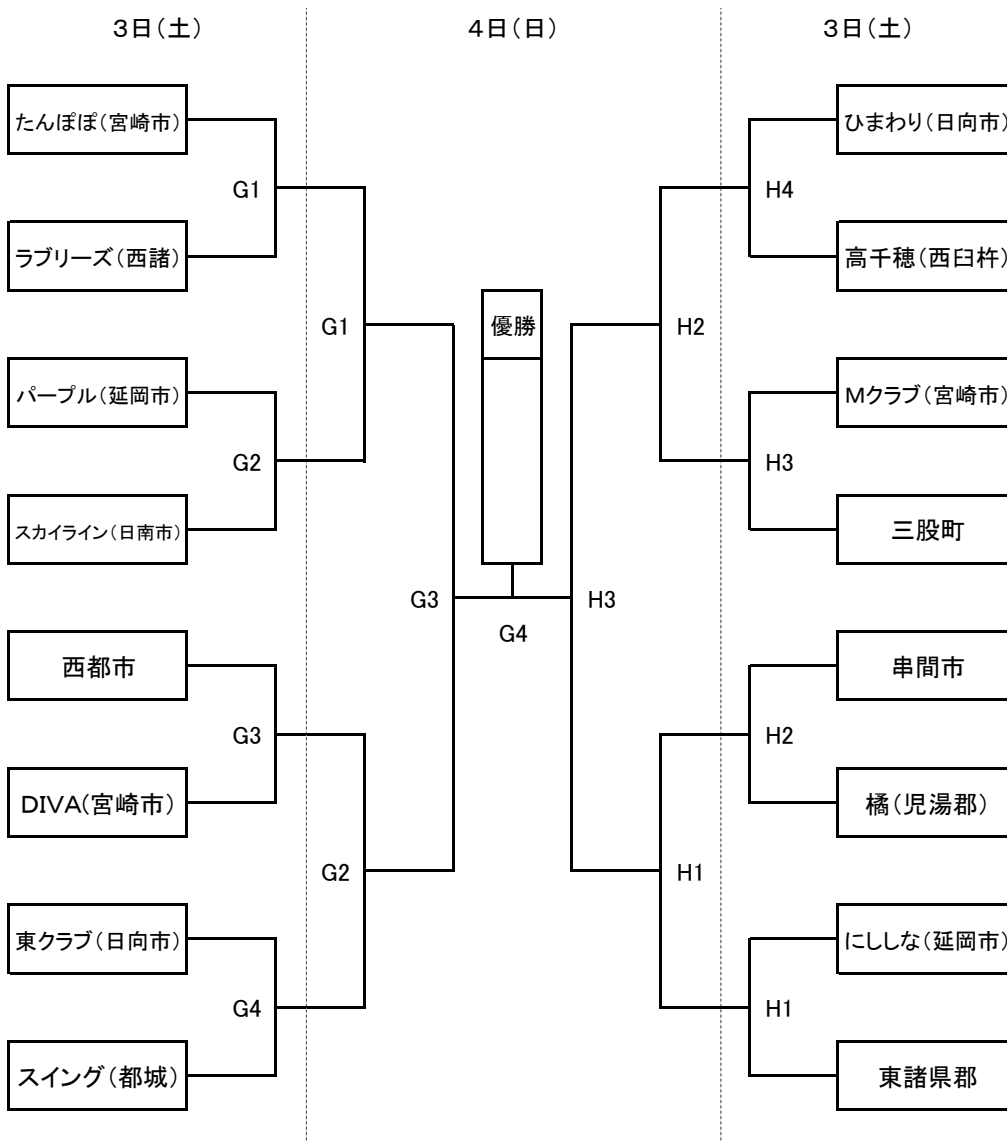 3日(土)
4日(日)
3日(土)
たんぽぽ(宮崎市)
G1
ラブリーズ(西諸)
G1
パープル(延岡市)
G2
スカイライン(日南市)
G3
西都市
G3
DIVA(宮崎市)
G2
東クラブ(日向市)
G4
スイング(都城)
優勝
G4
ひまわり(日向市)
H4
高千穂(西臼杵)
H2
Mクラブ(宮崎市)
H3
三股町
H3
串間市
H2
橘(児湯郡)
H1
にししな(延岡市)
H1
東諸県郡